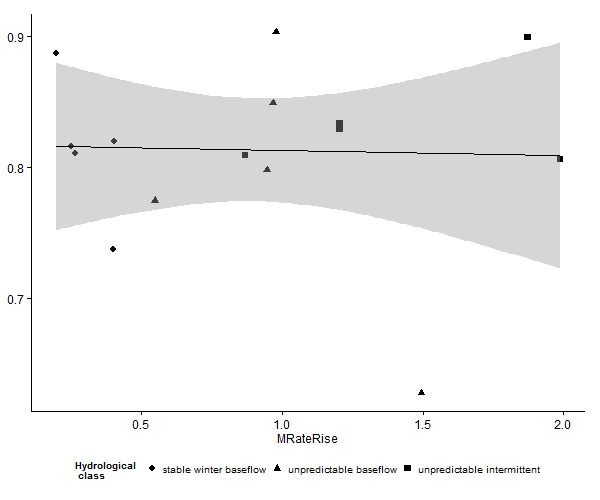 0.9
0.8
0.7
0.5 1.0 1.5 2.0
MRateRise
Hydrological
class
stable winter baseflow unpredictable baseflow unpredictable intermittent